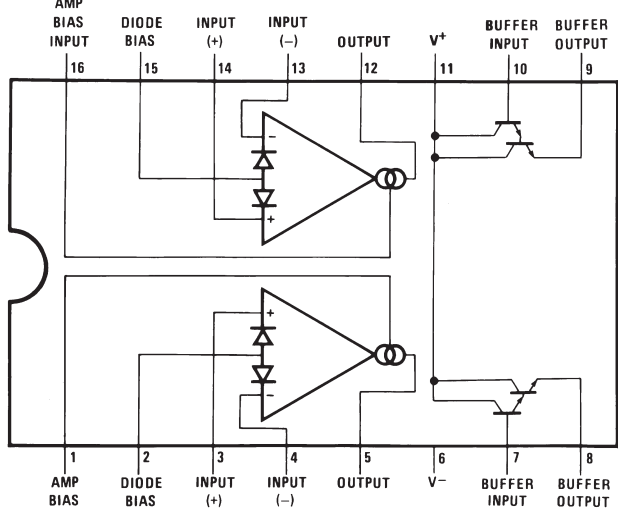 AMP
BIAS
INPUT
DIODE
BIAS
INPUT
(+)
INPUT
(−)
OUTPUT
V+
BUFFER
INPUT
BUFFER
OUTPUT
16 15 14 13 12 11 10 9
−
+
+
−
1 2 3 4 5 6 7 8
AMP
BIAS
DIODE
BIAS
INPUT
(+)
INPUT
(−)
OUTPUT
V−
BUFFER
INPUT
BUFFER
OUTPUT